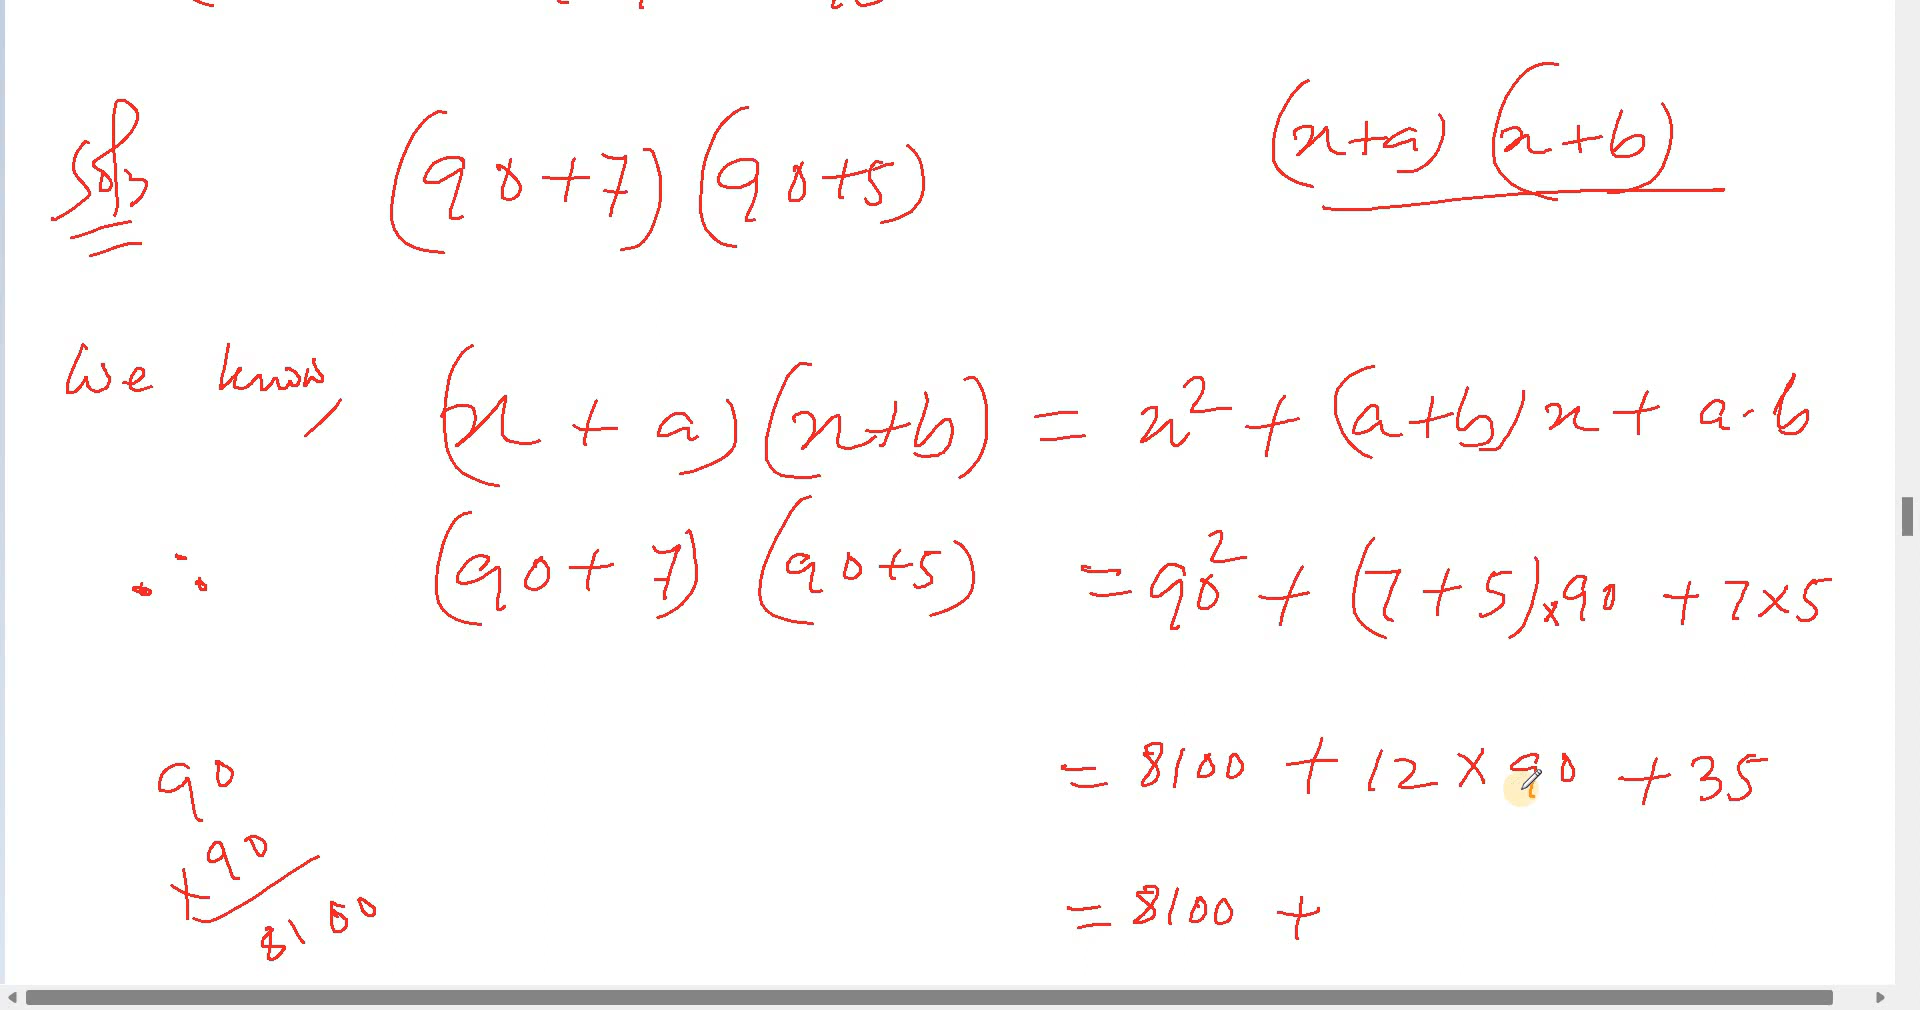 Soln (90+7)(90+5) (x+a)(x+b)
We know, (x + a)(x+b) = x² + (a+b)x + a·b
∴ (90+7)(90+5) = 90² + (7+5)×90 + 7×5
= 8100 + 12×90 + 35
90
×90
8100
= 8100 +